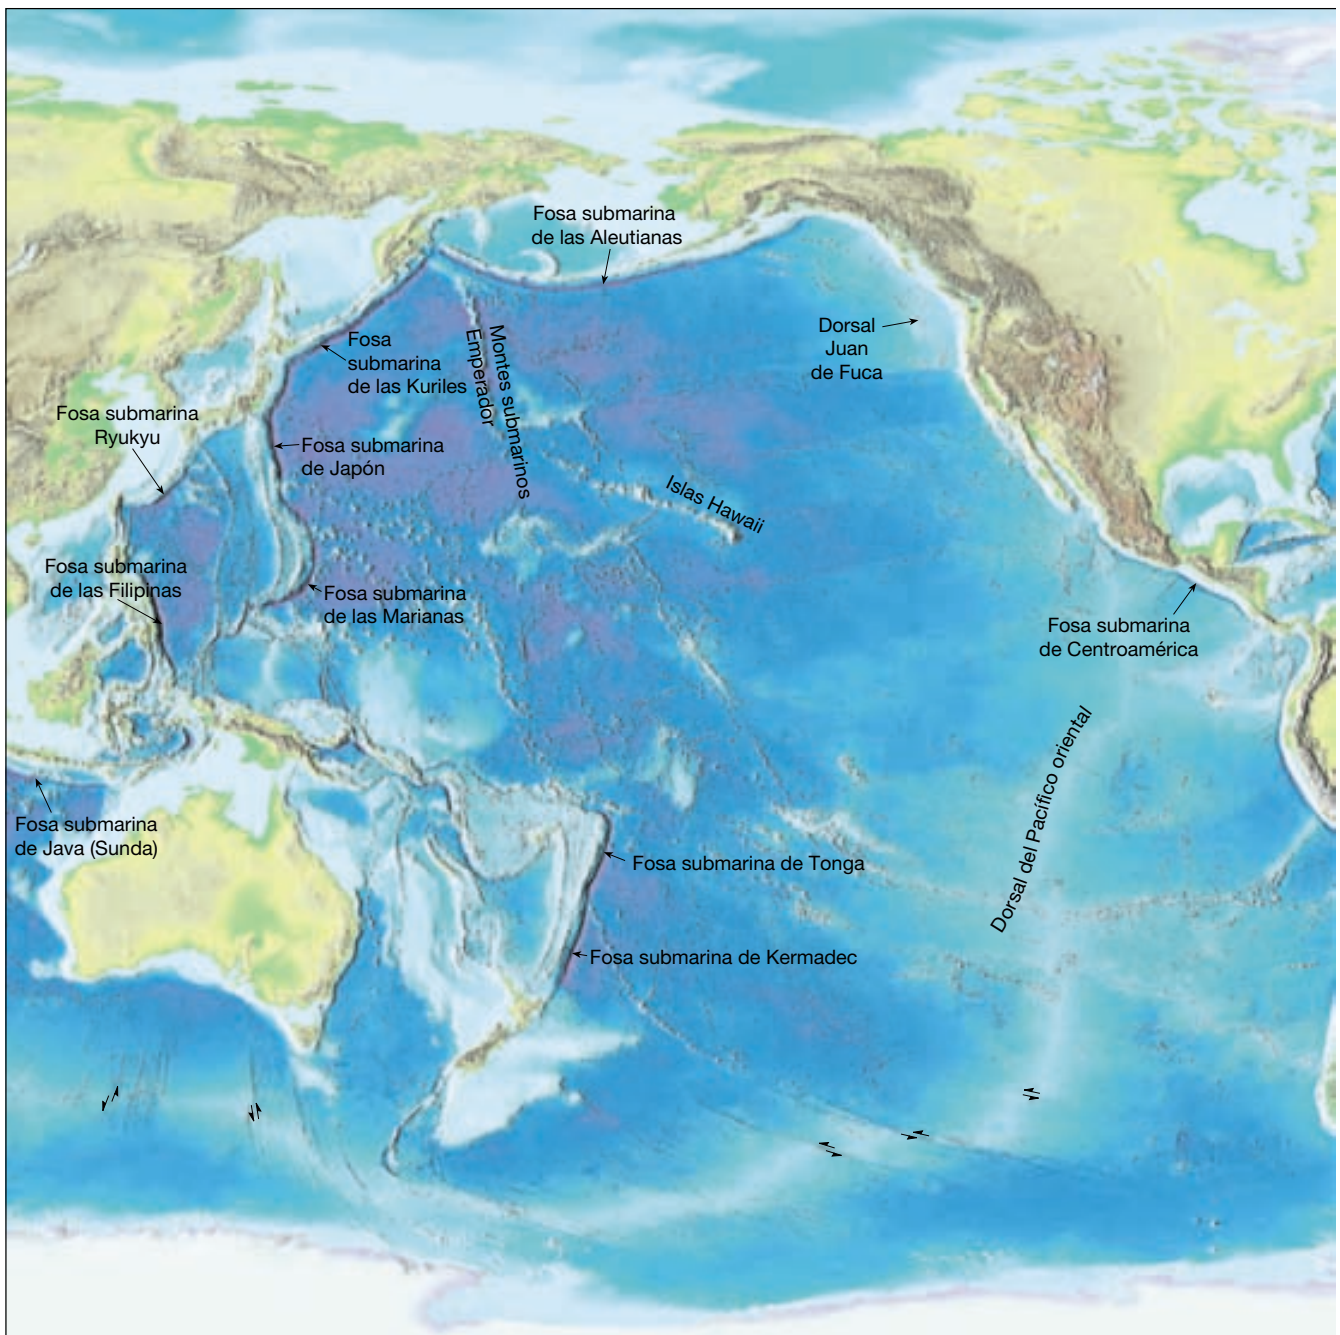 Fosa submarina
de las Aleutianas
Dorsal
Juan
de Fuca
Fosa
submarina
de las Kuriles
Montes submarinos
Emperador
Fosa submarina
Ryukyu
Fosa submarina
de Japón
Islas Hawaii
Fosa submarina
de las Filipinas
Fosa submarina
de las Marianas
Fosa submarina
de Centroamérica
Dorsal del Pacífico oriental
Fosa submarina
de Java (Sunda)
Fosa submarina de Tonga
Fosa submarina de Kermadec